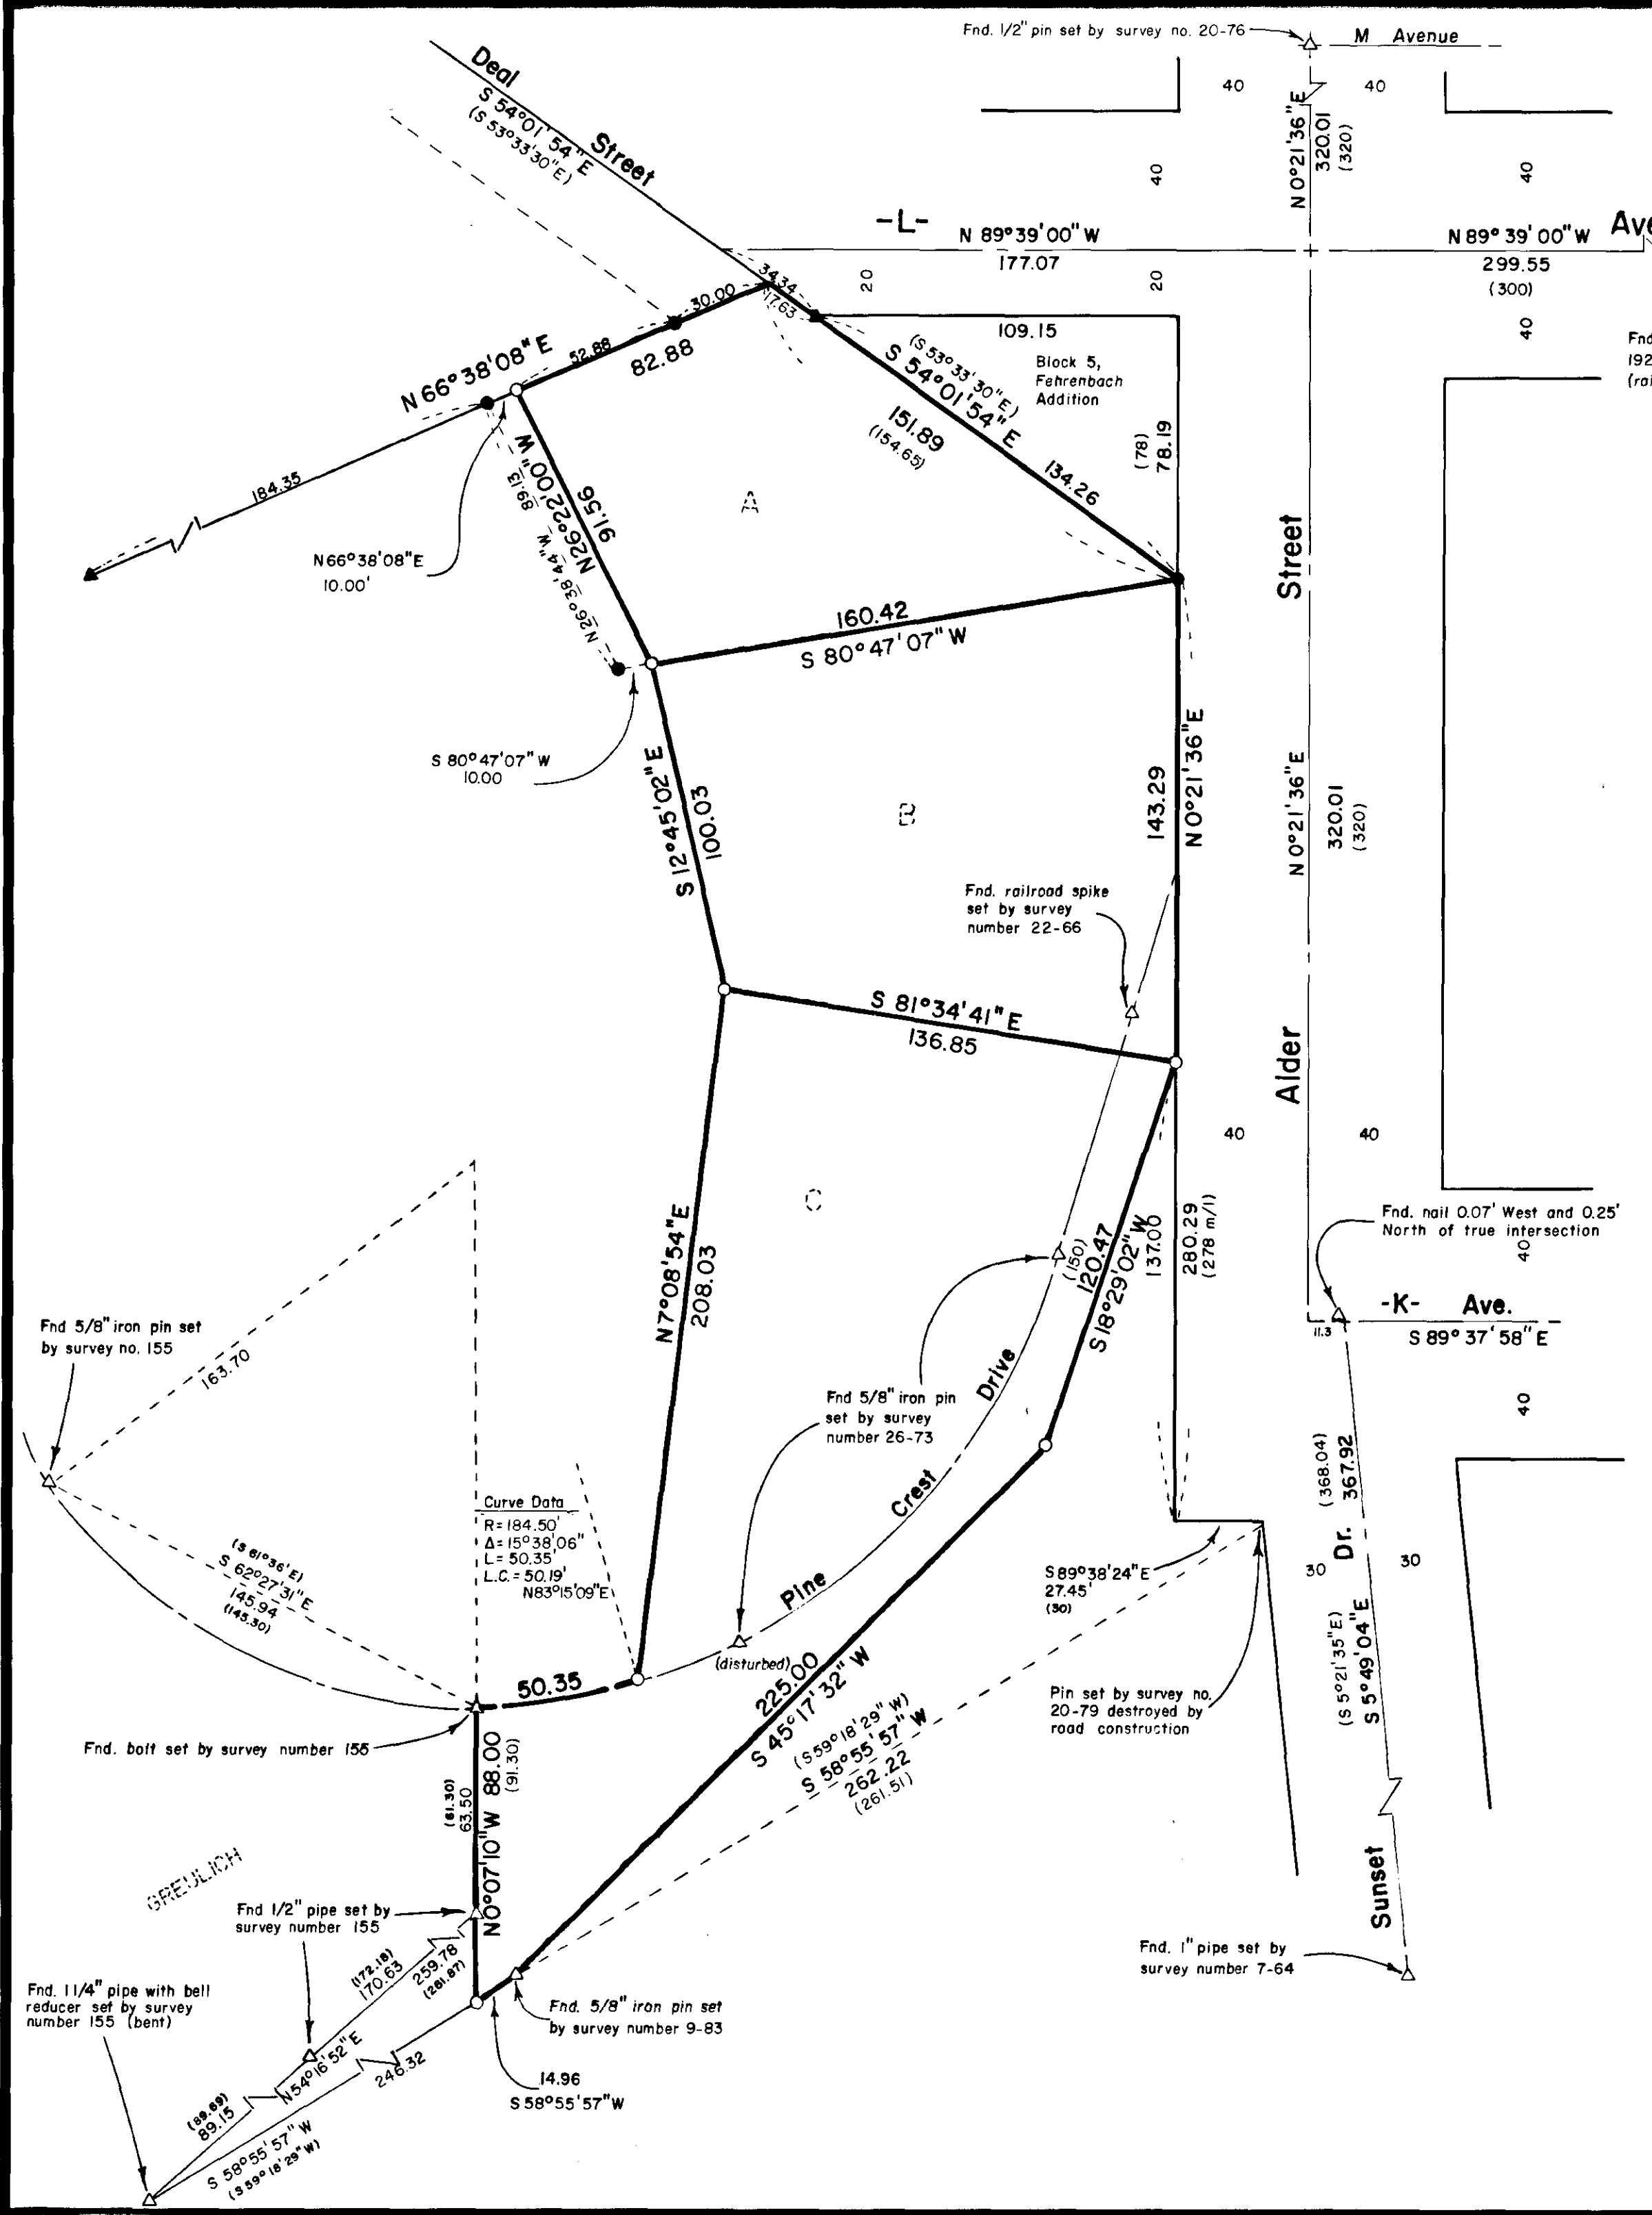 Fnd. 1/2" pin set by survey no. 20-76
M Avenue
40
40
Deal
Street
S 54°01'54"E
(S 53°33'30"E)
N 0°21'36"E
320.01
(320)
40
40
-L-
N 89°39'00"W
177.07
N 89°39'00"W
299.55
(300)
Ave
20
20
40
34.34
17.63
30.00
52.88
82.88
N 66°38'08"E
109.15
Block 5,
Fehrenbach
Addition
Fnd
192
(rai
(S 53°33'30"E)
S 54°01'54"E
151.89
(154.65)
134.26
(78)
78.19
184.35
N66°38'08"E
10.00'
N26°22'00"W
91.56
89.13
N26°38'44"W
A
Street
160.42
S 80°47'07"W
S 80°47'07"W
10.00
S 12°45'02"E
100.03
B
143.29
N 0°21'36"E
N 0°21'36"E
320.01
(320)
Fnd. railroad spike
set by survey
number 22-66
S 81°34'41"E
136.85
Alder
40
40
C
N7°08'54"E
208.03
(150)
120.47
S18°29'02"W
137.00
280.29
(278 m/l)
Fnd. nail 0.07' West and 0.25'
North of true intersection
40
-K- Ave.
S 89°37'58"E
11.3
40
Fnd 5/8" iron pin set
by survey no. 155
163.70
Fnd 5/8" iron pin
set by survey
number 26-73
Pine
Crest
Drive
(S 61°36'E)
S 62°27'31"E
145.94
(145.30)
Curve Data
R= 184.50'
Δ= 15°38'06"
L= 50.35'
L.C.= 50.19'
N83°15'09"E
(368.04)
367.92
Dr.
30
30
(S 5°21'35"E)
S 5°49'04"E
S89°38'24"E
27.45'
(30)
50.35
(disturbed)
225.00
S 45°17'32"W
(S59°18'29"W)
S 58°55'57"W
262.22
(261.51)
Pin set by survey no.
20-79 destroyed by
road construction
Fnd. bolt set by survey number 155
(61.30)
63.50
N0°07'10"W 88.00
(91.30)
GREULICH
Fnd 1/2" pipe set by
survey number 155
Sunset
Fnd. 1" pipe set by
survey number 7-64
(172.18)
170.63
259.78
(261.87)
Fnd. 1 1/4" pipe with bell
reducer set by survey
number 155 (bent)
Fnd. 5/8" iron pin set
by survey number 9-83
N54°16'52"E
246.32
14.96
S 58°55'57"W
(89.69)
89.15
S 58°55'57"W
(S 59°18'29"W)